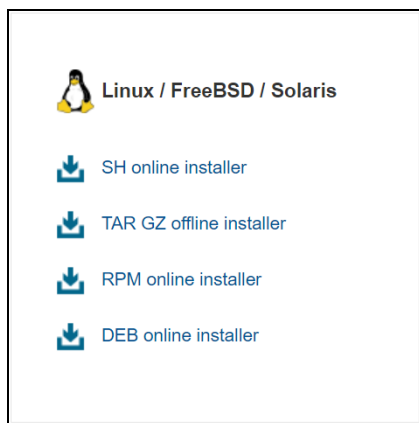 Linux / FreeBSD / Solaris
SH online installer
TAR GZ offline installer
RPM online installer
DEB online installer